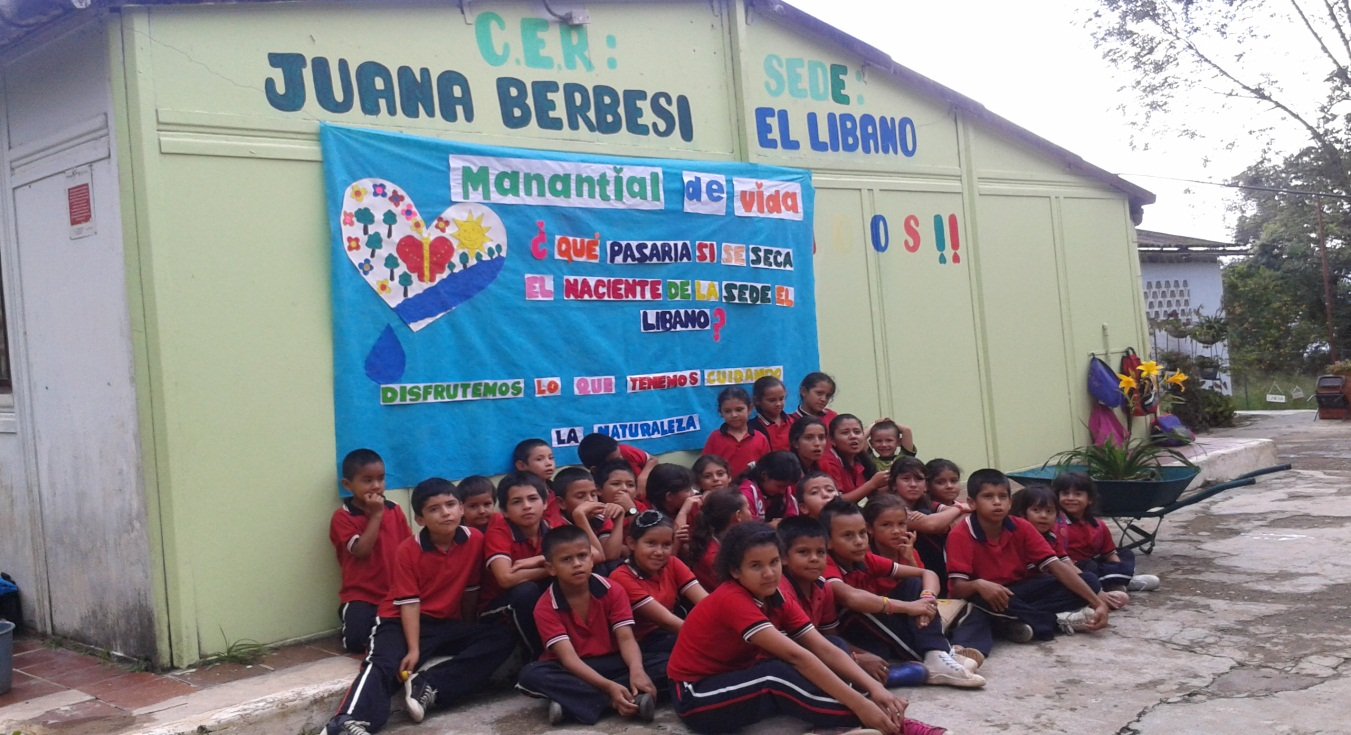 C.E.R:
JUANA BERBESI
SEDE:
EL LIBANO
OS!!
Manantial de vida
¿QUÉ PASARIA SI SE SECA
EL NACIENTE DE LA SEDE EL
LIBANO?
DISFRUTEMOS LO QUE TENEMOS CUIDANDO
LA NATURALEZA